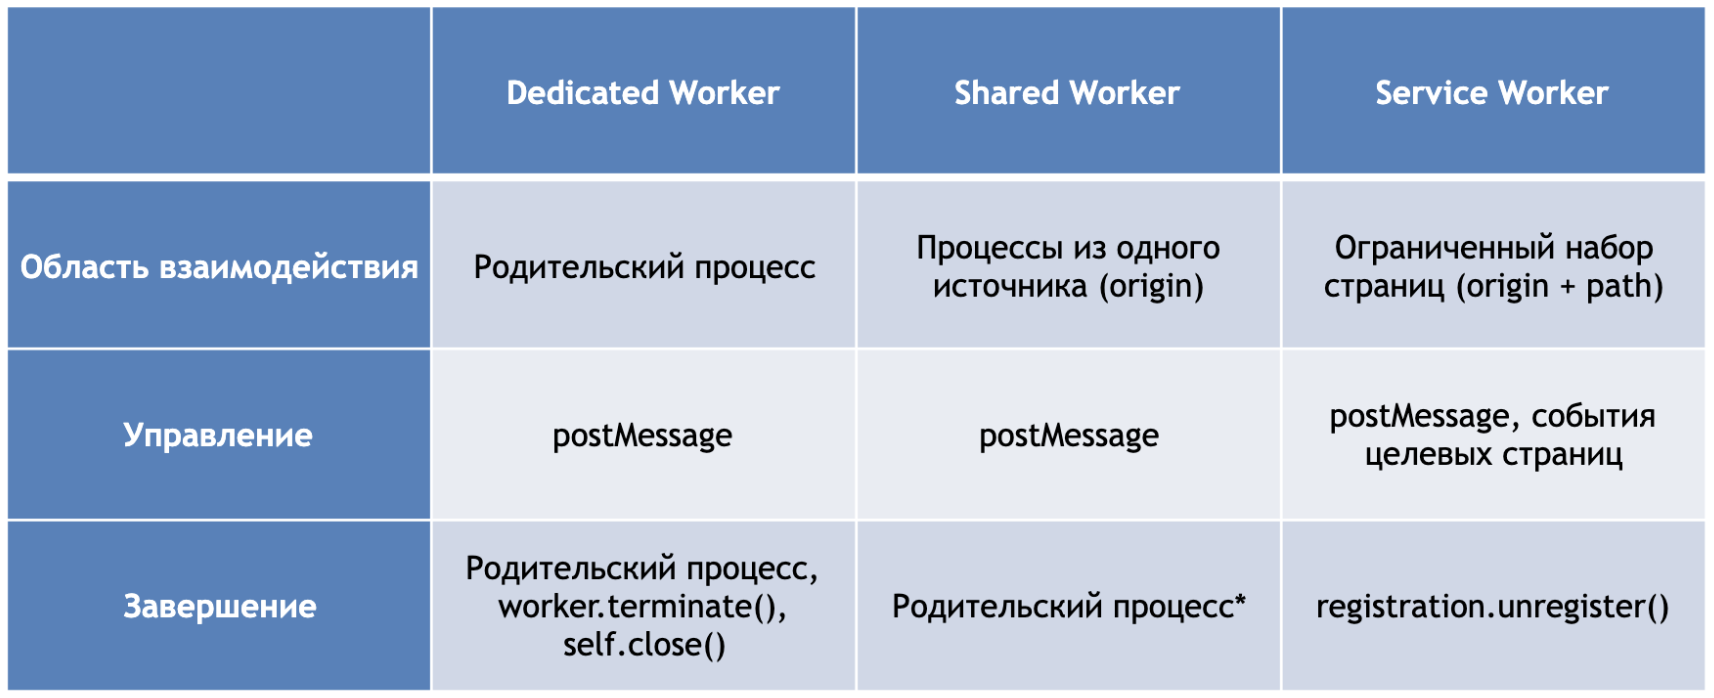 Dedicated Worker
Shared Worker
Service Worker
Область взаимодействия
Родительский процесс
Процессы из одного
источника (origin)
Ограниченный набор
страниц (origin + path)
Управление
postMessage
postMessage
postMessage, события
целевых страниц
Завершение
Родительский процесс,
worker.terminate(),
self.close()
Родительский процесс*
registration.unregister()